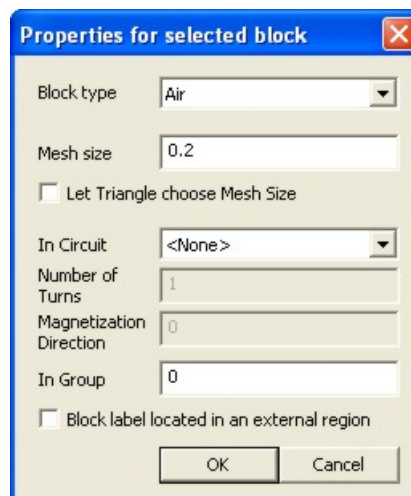 Properties for selected block
Block type Air
Mesh size 0.2
Let Triangle choose Mesh Size
In Circuit <None>
Number of
Turns 1
Magnetization
Direction 0
In Group 0
Block label located in an external region
OK Cancel